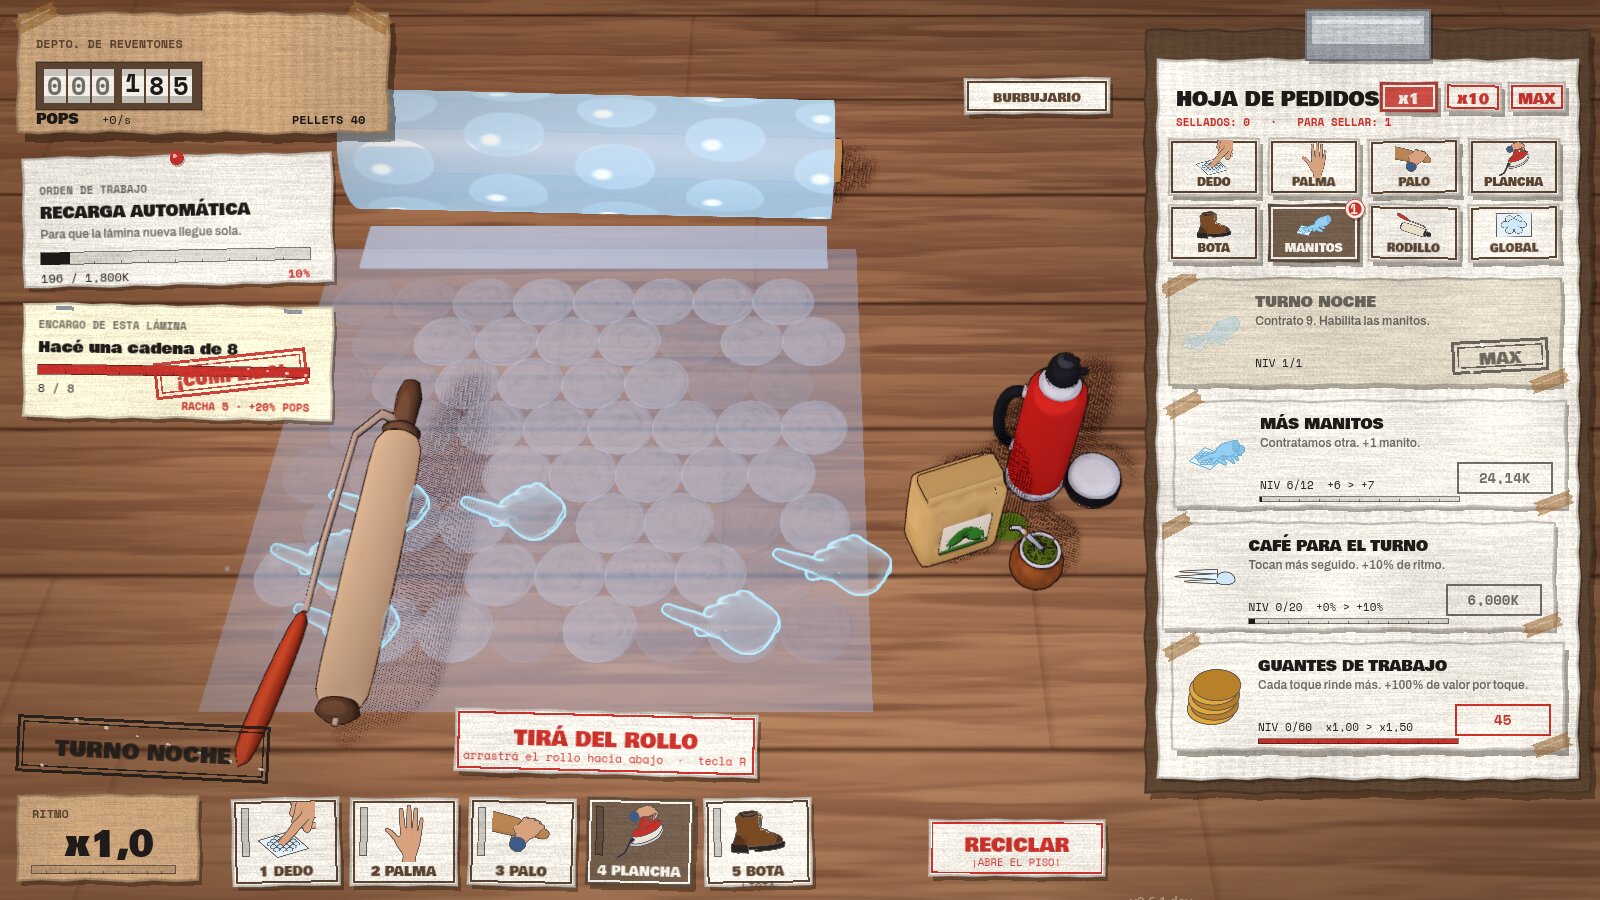 DEPTO. DE REVENTONES
000185
POPS +0/s PELLETS 40
ORDEN DE TRABAJO
RECARGA AUTOMÁTICA
Para que la lámina nueva llegue sola.
196 / 1,800K 10%
ENCARGO DE ESTA LÁMINA
Hacé una cadena de 8
8 / 8
RACHA 5 · +20% POPS
BURBUJARIO
HOJA DE PEDIDOS x1 x10 MAX
SELLADOS: 0 · PARA SELLAR: 1
DEDO PALMA PALO PLANCHA
1
BOTA MANITOS RODILLO GLOBAL
TURNO NOCHE
Contrato 9. Habilita las manitos.
NIV 1/1 MAX
MÁS MANITOS
Contratamos otra. +1 manito.
NIV 6/12 +6 > +7 24,14K
CAFÉ PARA EL TURNO
Tocan más seguido. +10% de ritmo.
NIV 0/20 +0% > +10% 6,000K
GUANTES DE TRABAJO
Cada toque rinde más. +100% de valor por toque.
NIV 0/60 x1,00 > x1,50 45
TURNO NOCHE
TIRÁ DEL ROLLO
arrastrá el rollo hacia abajo · tecla R
RITMO
x1,0
1 DEDO 2 PALMA 3 PALO 4 PLANCHA 5 BOTA
RECICLAR
¡ABRE EL PISO!